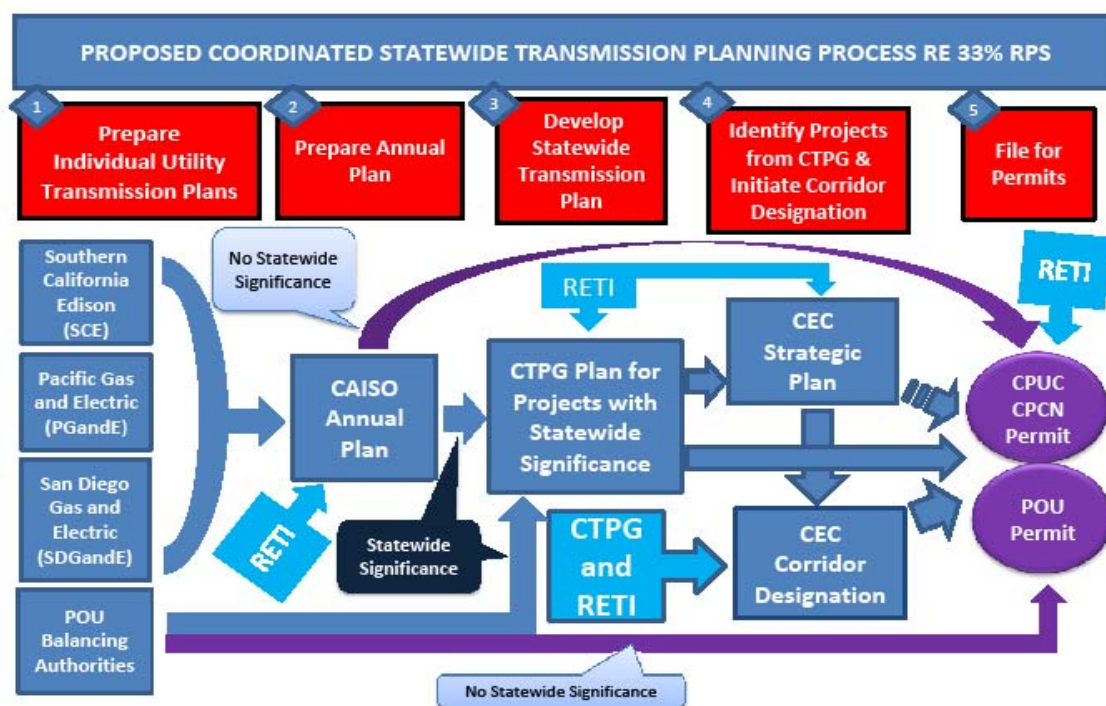 PROPOSED COORDINATED STATEWIDE TRANSMISSION PLANNING PROCESS RE 33% RPS
1
Prepare
Individual Utility
Transmission Plans
2
Prepare Annual
Plan
3
Develop
Statewide
Transmission
Plan
4
Identify Projects
from CTPG &
Initiate Corridor
Designation
5
File for
Permits
Southern
California
Edison
(SCE)
Pacific Gas
and Electric
(PGandE)
San Diego
Gas and
Electric
(SDGandE)
POU
Balancing
Authorities
No Statewide
Significance
RETI
CAISO
Annual
Plan
Statewide
Significance
RETI
CTPG Plan for
Projects with
Statewide
Significance
CEC
Strategic
Plan
CTPG
and
RETI
CEC
Corridor
Designation
RETI
CPUC
CPCN
Permit
POU
Permit
No Statewide Significance